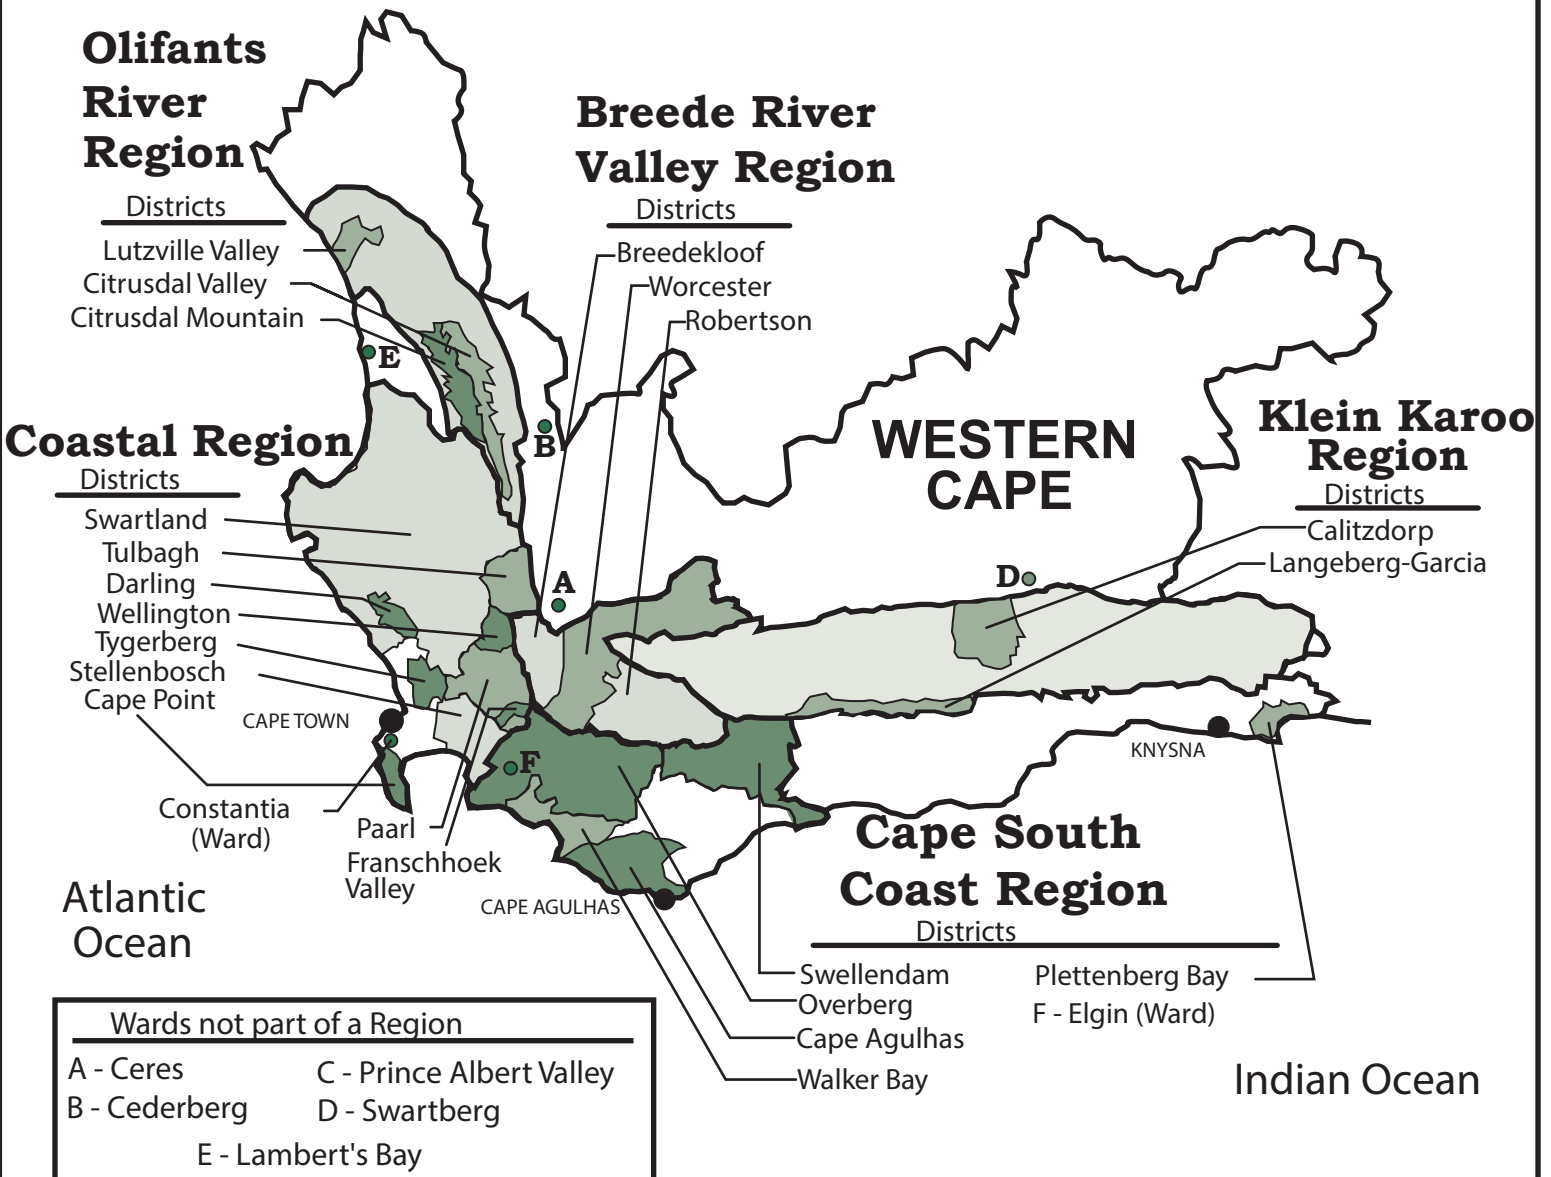 Olifants
River
Region
Districts
Lutzville Valley
Citrusdal Valley
Citrusdal Mountain
E
Breede River
Valley Region
Districts
Breedekloof
Worcester
Robertson
B
WESTERN
CAPE
Klein Karoo
Region
Districts
Calitzdorp
Langeberg-Garcia
Coastal Region
Districts
Swartland
Tulbagh
Darling
Wellington
Tygerberg
Stellenbosch
Cape Point
A
D
CAPE TOWN
Constantia
(Ward)
Paarl
Franschhoek
Valley
F
KNYSNA
CAPE AGULHAS
Atlantic
Ocean
Cape South
Coast Region
Districts
Swellendam
Overberg
Cape Agulhas
Walker Bay
Plettenberg Bay
F - Elgin (Ward)
Indian Ocean
Wards not part of a Region
A - Ceres
B - Cederberg
C - Prince Albert Valley
D - Swartberg
E - Lambert's Bay